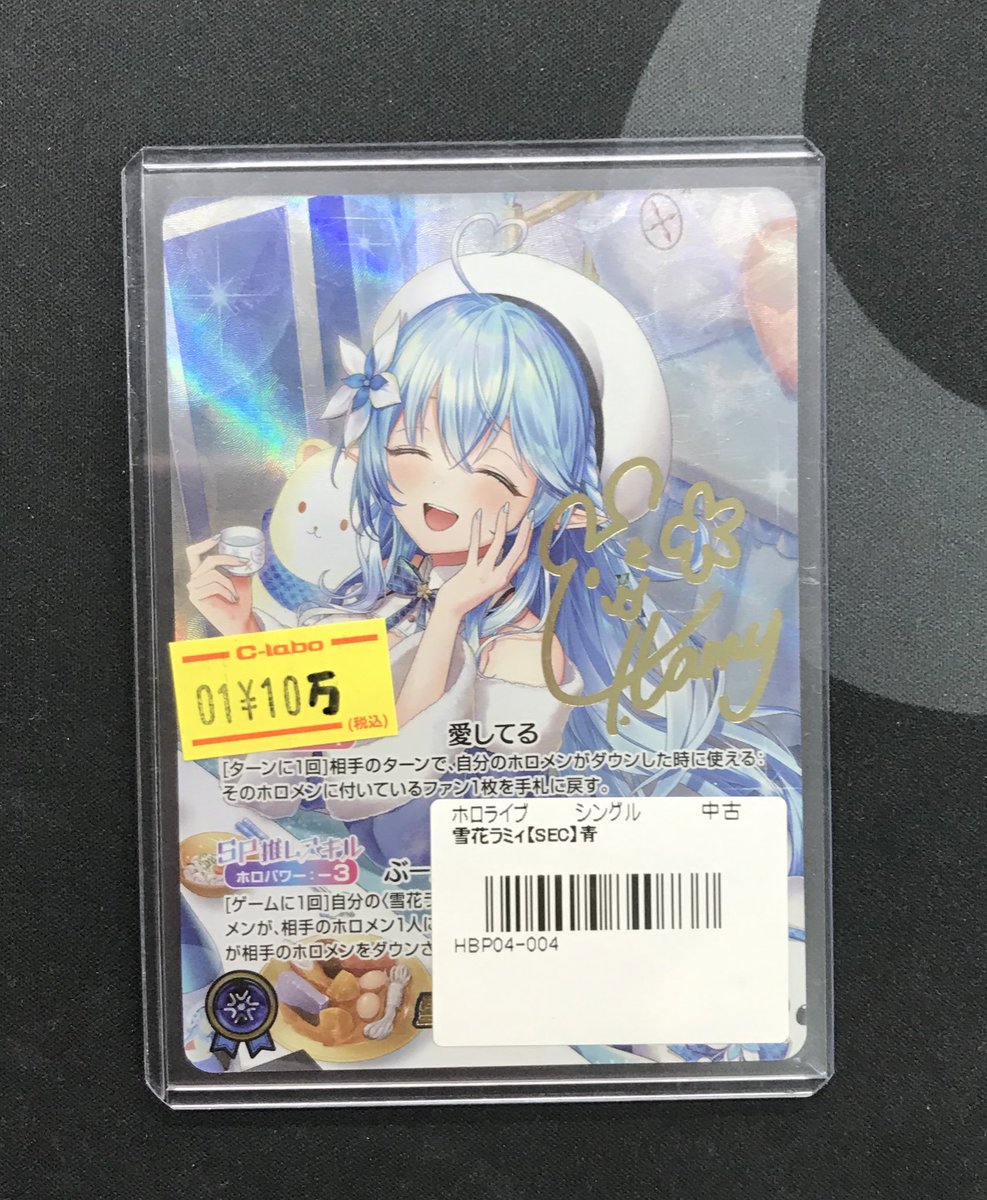 Lamy
C-labo
01¥10万
(税込)
愛してる
[ターンに1回]相手のターンで、自分のホロメンがダウンした時に使える:
そのホロメンに付いているファン1枚を手札に戻す。
ホロライブ シングル 中古
雪花ラミィ【SEC】青
HBP04-004
SP推しスキル
ホロパワー:-3
ぶー
[ゲームに1回]自分の〈雪花ラ
メンが、相手のホロメン1人に
が相手のホロメンをダウンさ